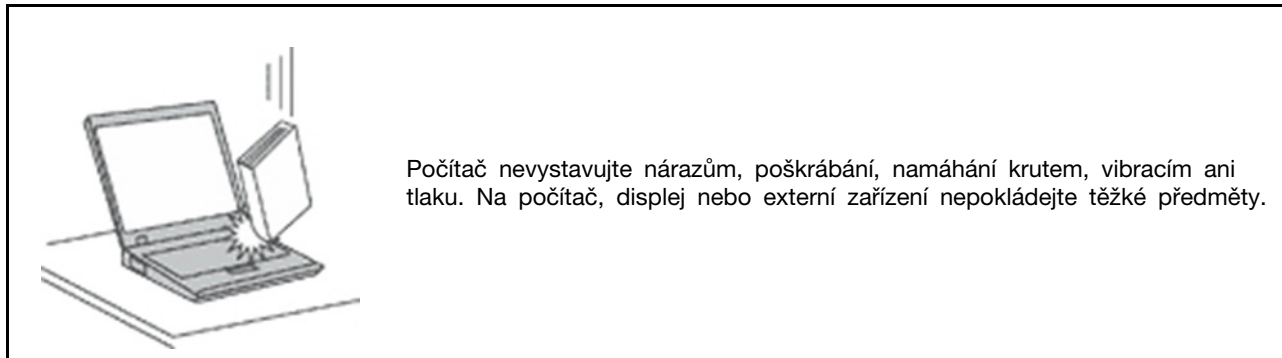 Počítač nevystavujte nárazům, poškrábání, namáhání krutem, vibracím ani
tlaku. Na počítač, displej nebo externí zařízení nepokládejte těžké předměty.